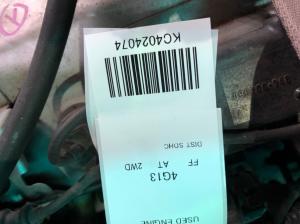 USED ENGINE
4G13
FF AT 2WD
DIST SOHC
KC4024074